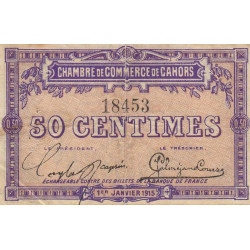 CHAMBRE DE COMMERCE DE CAHORS
18453
0.50 0.50
50 CENTIMES
LE PRÉSIDENT LE TRÉSORIER
ÉCHANGEABLE CONTRE DES BILLETS DE LA BANQUE DE FRANCE
1ER JANVIER 1915